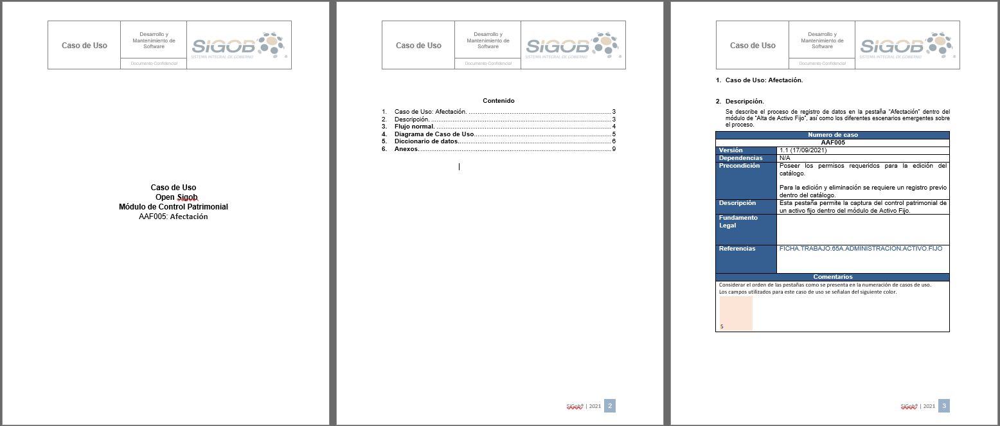 Caso de Uso
Desarrollo y
Mantenimiento de
Software
Documento Confidencial
SIGOB
SISTEMA INTEGRAL DE GOBIERNO
Caso de Uso
Open Sigob
Módulo de Control Patrimonial
AAF005: Afectación
Caso de Uso
Desarrollo y
Mantenimiento de
Software
Documento Confidencial
SIGOB
SISTEMA INTEGRAL DE GOBIERNO
Contenido
1. Caso de Uso: Afectación. 3
2. Descripción. 3
3. Flujo normal. 4
4. Diagrama de Caso de Uso. 5
5. Diccionario de datos. 6
6. Anexos. 9
SiGob® | 2021 2
Caso de Uso
Desarrollo y
Mantenimiento de
Software
Documento Confidencial
SIGOB
SISTEMA INTEGRAL DE GOBIERNO
1. Caso de Uso: Afectación.
2. Descripción.
Se describe el proceso de registro de datos en la pestaña “Afectación” dentro del
módulo de “Alta de Activo Fijo”, así como los diferentes escenarios emergentes sobre
el proceso.
Numero de caso
AAF005
Versión 1.1 (17/09/2021)
Dependencias N/A
Precondición Poseer los permisos requeridos para la edición del
catálogo.
Para la edición y eliminación se requiere un registro previo
dentro del catálogo.
Descripción Esta pestaña permite la captura del control patrimonial de
un activo fijo dentro del módulo de Activo Fijo.
Fundamento
Legal
Referencias FICHA.TRABAJO.65A.ADMINISTRACION.ACTIVO.FIJO
Comentarios
Considerar el orden de las pestañas como se presenta en la numeración de casos de uso.
Los campos utilizados para este caso de uso se señalan del siguiente color.
5
SiGob® | 2021 3